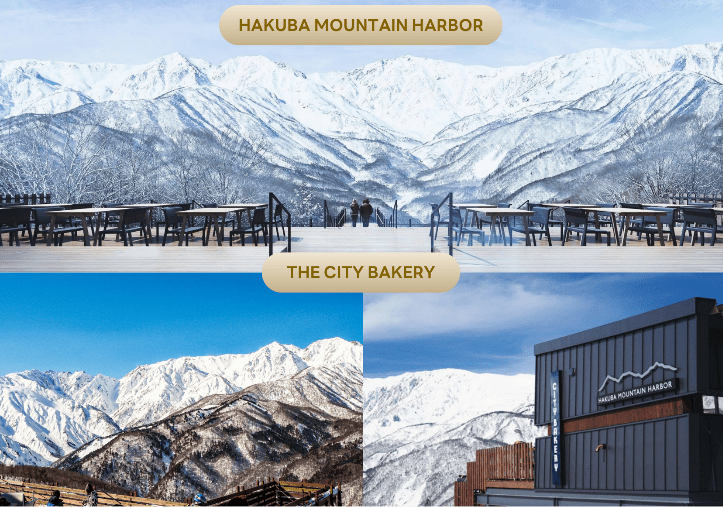 HAKUBA MOUNTAIN HARBOR
THE CITY BAKERY
CITY BAKERY
HAKUBA MOUNTAIN HARBOR